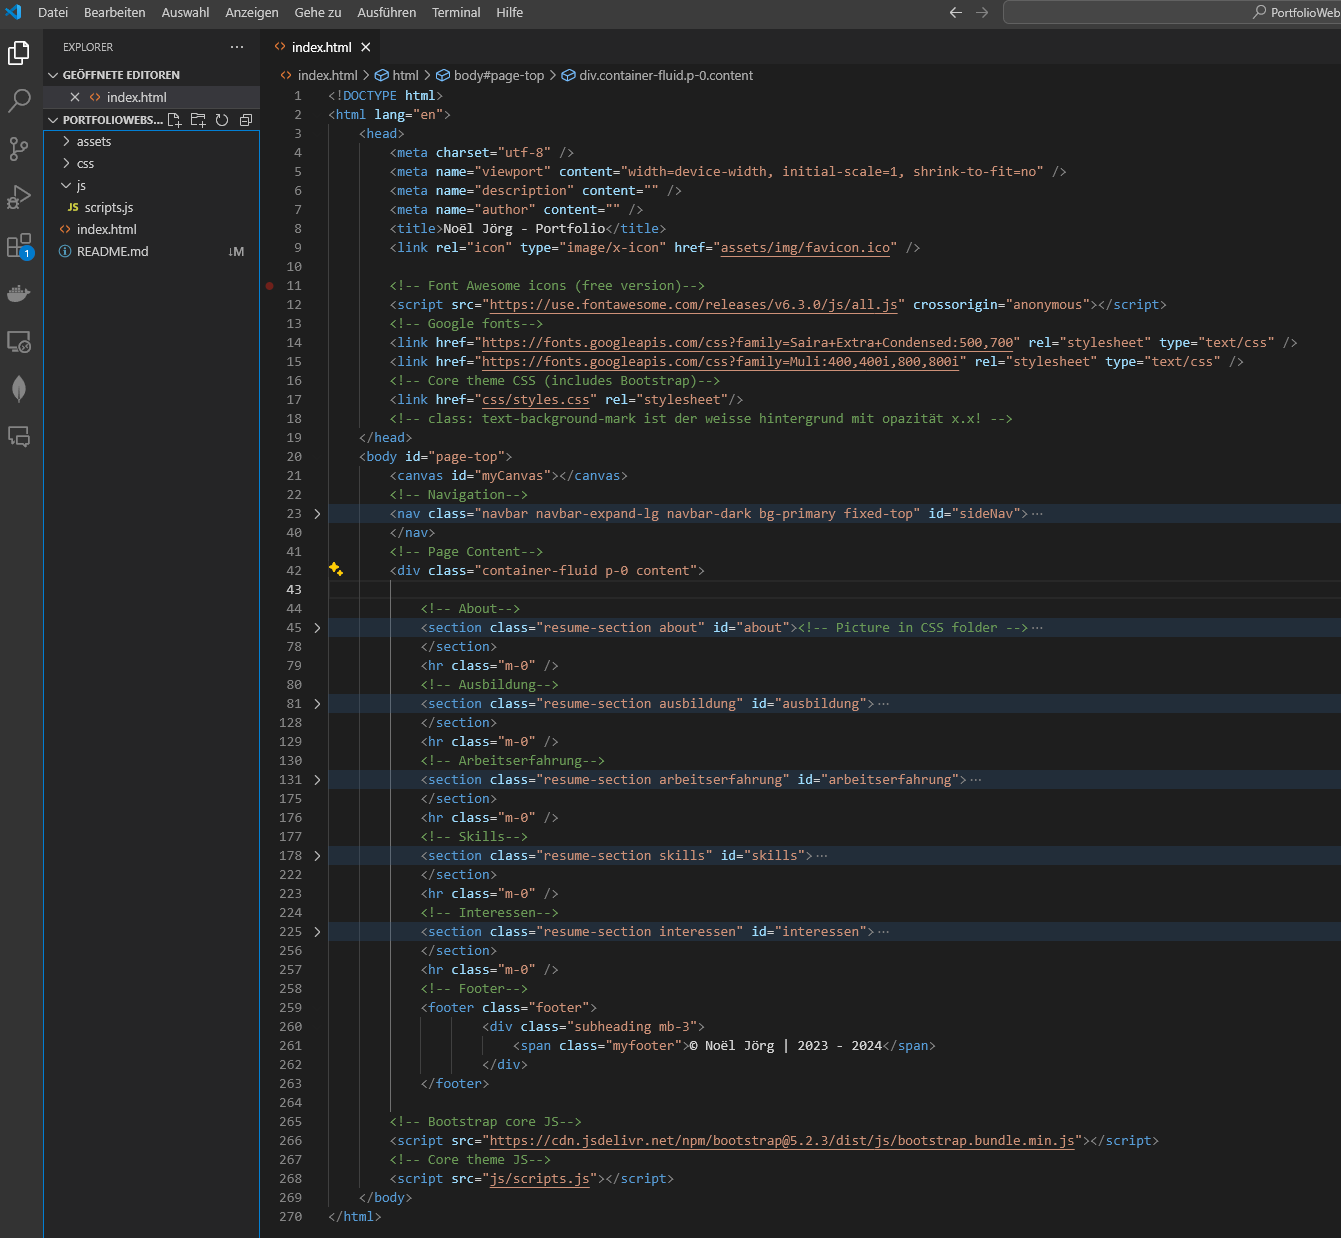 Datei Bearbeiten Auswahl Anzeigen Gehe zu Ausführen Terminal Hilfe PortfolioWeb
EXPLORER ···
GEÖFFNETE EDITOREN
index.html
PORTFOLIOWEBS...
assets
css
js
JS scripts.js
index.html
README.md ↓M
1
index.html
index.html > html > body#page-top > div.container-fluid.p-0.content
1 <!DOCTYPE html>
2 <html lang="en">
3 <head>
4 <meta charset="utf-8" />
5 <meta name="viewport" content="width=device-width, initial-scale=1, shrink-to-fit=no" />
6 <meta name="description" content="" />
7 <meta name="author" content="" />
8 <title>Noël Jörg - Portfolio</title>
9 <link rel="icon" type="image/x-icon" href="assets/img/favicon.ico" />
10
11 <!-- Font Awesome icons (free version)-->
12 <script src="https://use.fontawesome.com/releases/v6.3.0/js/all.js" crossorigin="anonymous"></script>
13 <!-- Google fonts-->
14 <link href="https://fonts.googleapis.com/css?family=Saira+Extra+Condensed:500,700" rel="stylesheet" type="text/css" />
15 <link href="https://fonts.googleapis.com/css?family=Muli:400,400i,800,800i" rel="stylesheet" type="text/css" />
16 <!-- Core theme CSS (includes Bootstrap)-->
17 <link href="css/styles.css" rel="stylesheet"/>
18 <!-- class: text-background-mark ist der weisse hintergrund mit opazität x.x! -->
19 </head>
20 <body id="page-top">
21 <canvas id="myCanvas"></canvas>
22 <!-- Navigation-->
23 <nav class="navbar navbar-expand-lg navbar-dark bg-primary fixed-top" id="sideNav">···
40 </nav>
41 <!-- Page Content-->
42 <div class="container-fluid p-0 content">
43
44 <!-- About-->
45 <section class="resume-section about" id="about"><!-- Picture in CSS folder -->···
78 </section>
79 <hr class="m-0" />
80 <!-- Ausbildung-->
81 <section class="resume-section ausbildung" id="ausbildung">···
128 </section>
129 <hr class="m-0" />
130 <!-- Arbeitserfahrung-->
131 <section class="resume-section arbeitserfahrung" id="arbeitserfahrung">···
175 </section>
176 <hr class="m-0" />
177 <!-- Skills-->
178 <section class="resume-section skills" id="skills">···
222 </section>
223 <hr class="m-0" />
224 <!-- Interessen-->
225 <section class="resume-section interessen" id="interessen">···
256 </section>
257 <hr class="m-0" />
258 <!-- Footer-->
259 <footer class="footer">
260 <div class="subheading mb-3">
261 <span class="myfooter">© Noël Jörg | 2023 - 2024</span>
262 </div>
263 </footer>
264
265 <!-- Bootstrap core JS-->
266 <script src="https://cdn.jsdelivr.net/npm/bootstrap@5.2.3/dist/js/bootstrap.bundle.min.js"></script>
267 <!-- Core theme JS-->
268 <script src="js/scripts.js"></script>
269 </body>
270 </html>